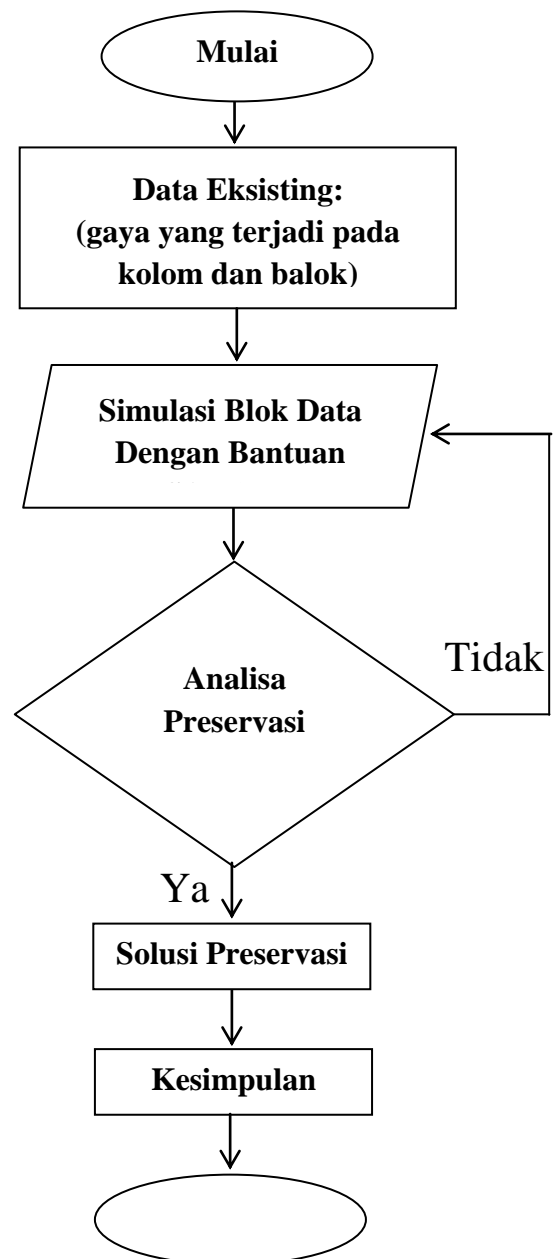 Mulai
Data Eksisting:
(gaya yang terjadi pada
kolom dan balok)
Simulasi Blok Data
Dengan Bantuan
Tidak
Analisa
Preservasi
Ya
Solusi Preservasi
Kesimpulan